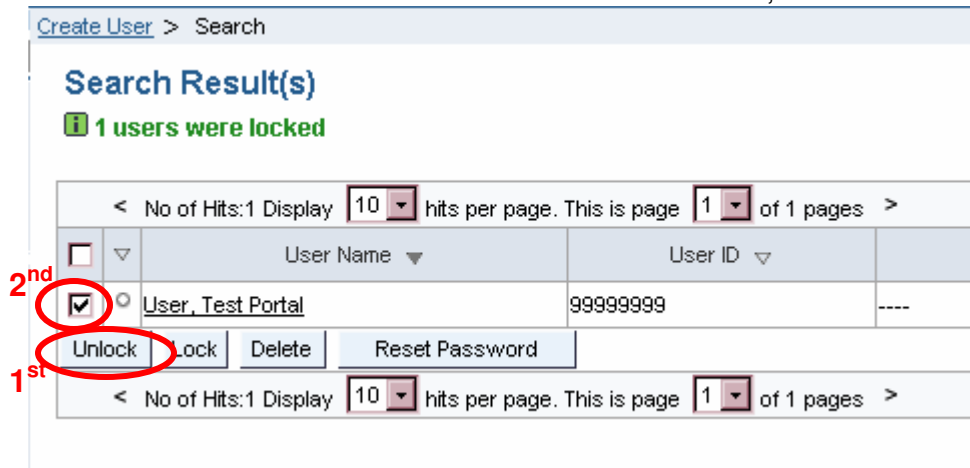 Create User > Search
Search Result(s)
i 1 users were locked
< No of Hits:1 Display 10 hits per page. This is page 1 of 1 pages >
User Name User ID
2nd
User, Test Portal 99999999 ----
Unlock Lock Delete Reset Password
1st
< No of Hits:1 Display 10 hits per page. This is page 1 of 1 pages >